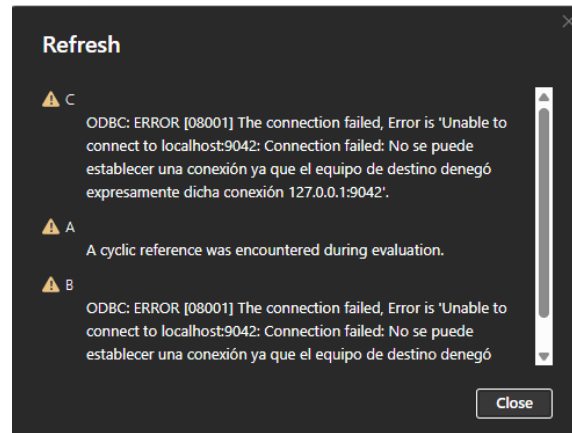 Refresh
C
ODBC: ERROR [08001] The connection failed, Error is 'Unable to
connect to localhost:9042: Connection failed: No se puede
establecer una conexión ya que el equipo de destino denegó
expresamente dicha conexión 127.0.0.1:9042'.
A
A cyclic reference was encountered during evaluation.
B
ODBC: ERROR [08001] The connection failed, Error is 'Unable to
connect to localhost:9042: Connection failed: No se puede
establecer una conexión ya que el equipo de destino denegó
Close